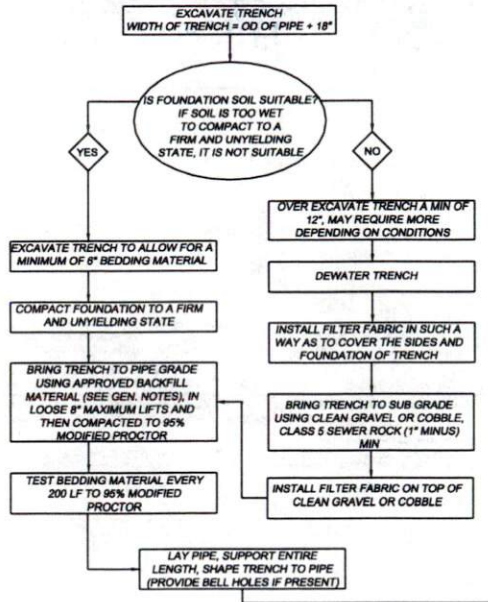 EXCAVATE TRENCH
WIDTH OF TRENCH = OD OF PIPE + 18"
IS FOUNDATION SOIL SUITABLE?
IF SOIL IS TOO WET
TO COMPACT TO A
FIRM AND UNYIELDING
STATE, IT IS NOT SUITABLE
YES
NO
EXCAVATE TRENCH TO ALLOW FOR A
MINIMUM OF 6" BEDDING MATERIAL
COMPACT FOUNDATION TO A FIRM
AND UNYIELDING STATE
BRING TRENCH TO PIPE GRADE
USING APPROVED BACKFILL
MATERIAL (SEE GEN. NOTES), IN
LOOSE 8" MAXIMUM LIFTS AND
THEN COMPACTED TO 95%
MODIFIED PROCTOR
TEST BEDDING MATERIAL EVERY
200 LF TO 95% MODIFIED
PROCTOR
OVER EXCAVATE TRENCH A MIN OF
12", MAY REQUIRE MORE
DEPENDING ON CONDITIONS
DEWATER TRENCH
INSTALL FILTER FABRIC IN SUCH A
WAY AS TO COVER THE SIDES AND
FOUNDATION OF TRENCH
BRING TRENCH TO SUB GRADE
USING CLEAN GRAVEL OR COBBLE,
CLASS 5 SEWER ROCK (1" MINUS)
MIN
INSTALL FILTER FABRIC ON TOP OF
CLEAN GRAVEL OR COBBLE
LAY PIPE, SUPPORT ENTIRE
LENGTH, SHAPE TRENCH TO PIPE
(PROVIDE BELL HOLES IF PRESENT)